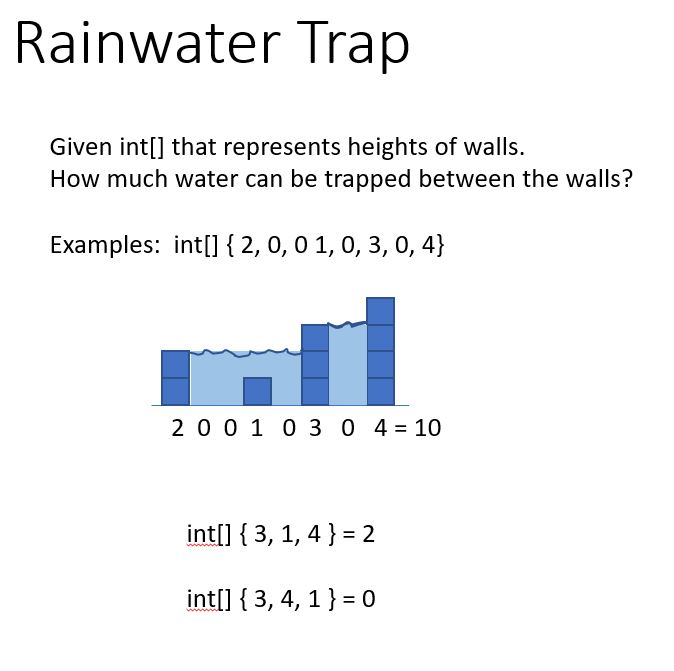 Rainwater Trap
Given int[] that represents heights of walls.
How much water can be trapped between the walls?
Examples: int[] { 2, 0, 0 1, 0, 3, 0, 4}
2 0 0 1 0 3 0 4 = 10
int[] { 3, 1, 4 } = 2
int[] { 3, 4, 1 } = 0